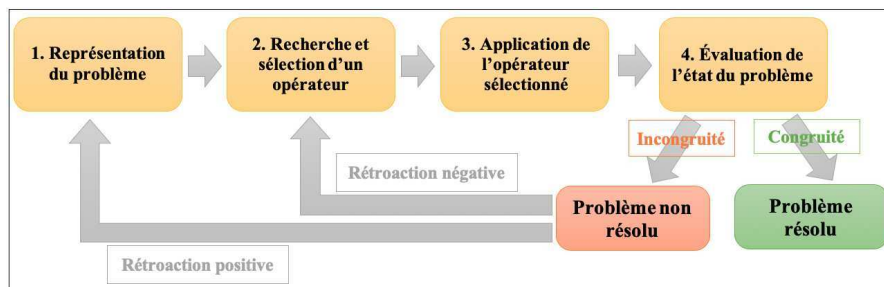 1. Représentation
du problème
2. Recherche et
sélection d'un
opérateur
3. Application de
l'opérateur
sélectionné
4. Évaluation de
l'état du problème
Incongruité
Congruité
Rétroaction négative
Problème non
résolu
Problème
résolu
Rétroaction positive